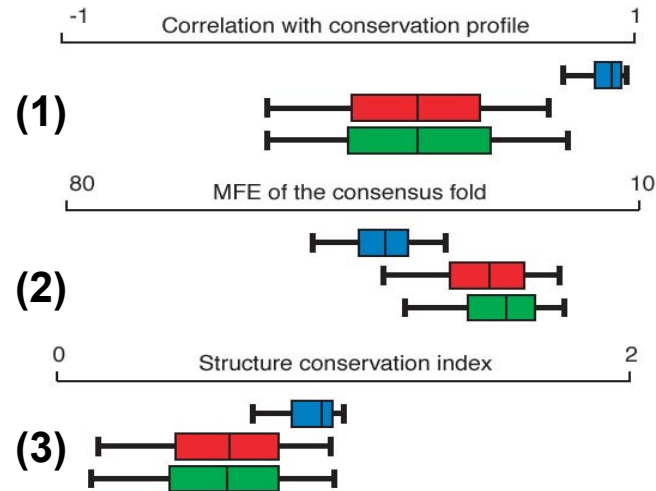 -1 Correlation with conservation profile 1
(1)
80 MFE of the consensus fold 10
(2)
0 Structure conservation index 2
(3)